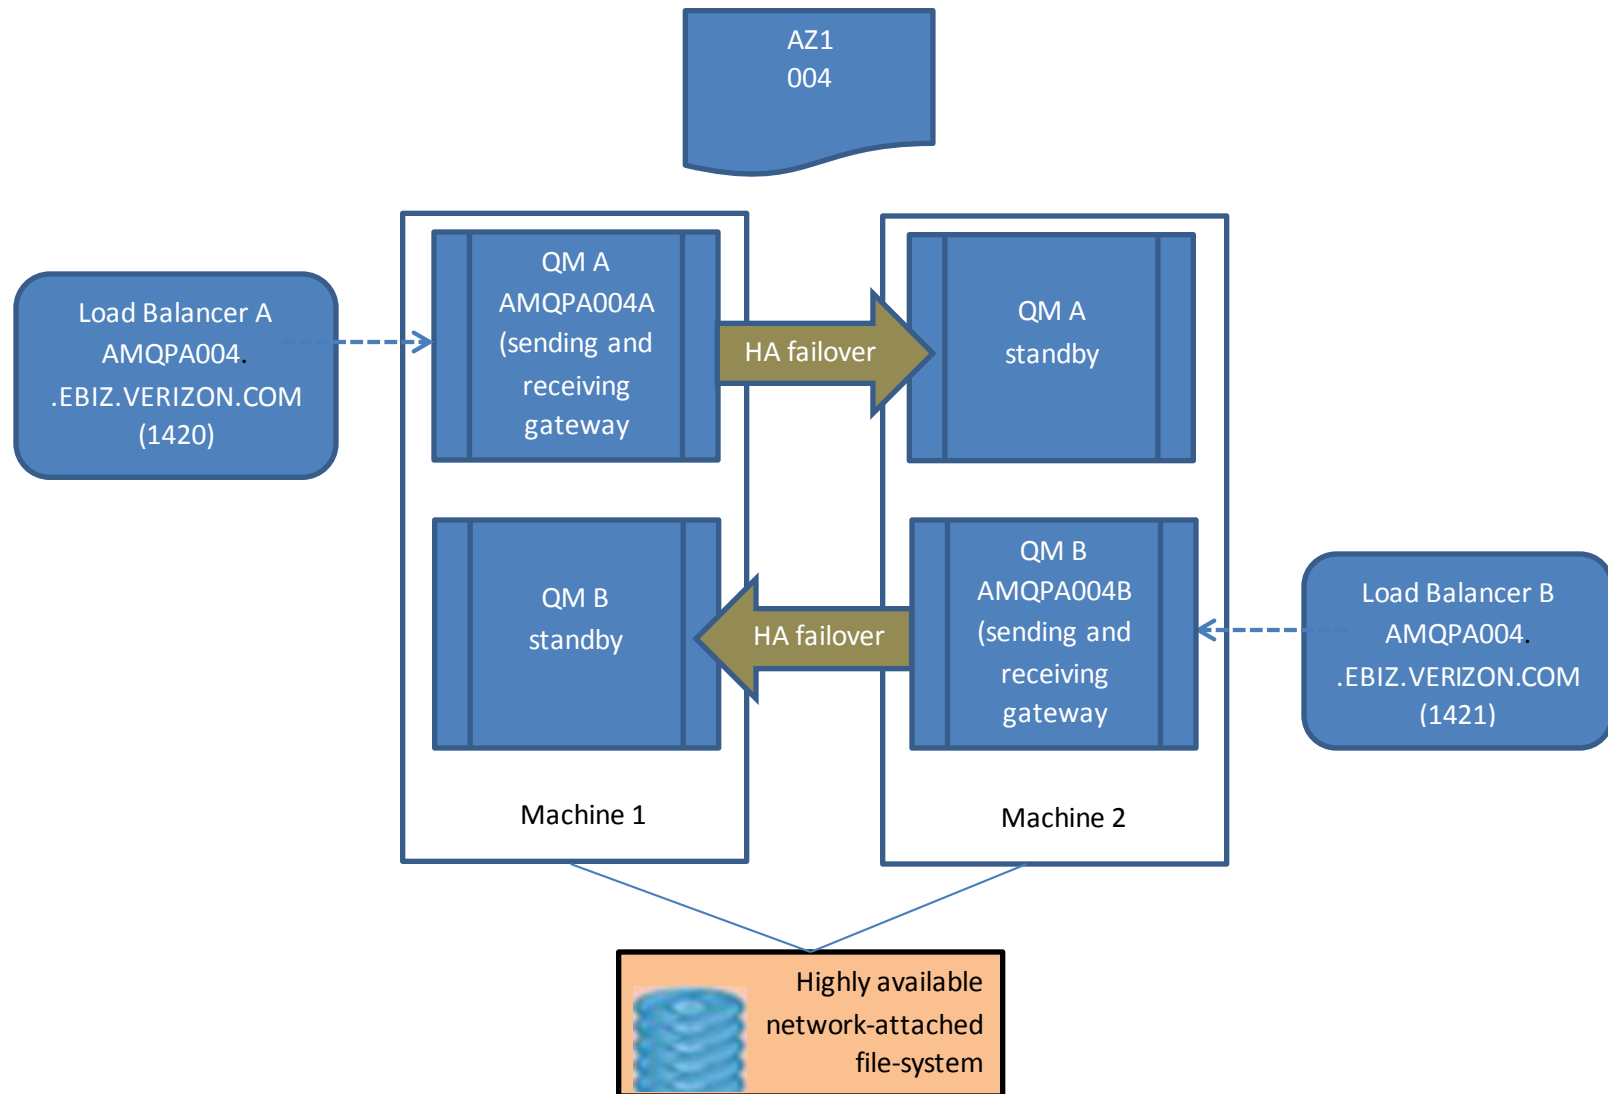 AZ1
004
Load Balancer A
AMQPA004.
.EBIZ.VERIZON.COM
(1420)
QM A
AMQPA004A
(sending and
receiving
gateway
HA failover
QM A
standby
QM B
standby
HA failover
QM B
AMQPA004B
(sending and
receiving
gateway
Load Balancer B
AMQPA004.
.EBIZ.VERIZON.COM
(1421)
Machine 1
Machine 2
Highly available
network-attached
file-system